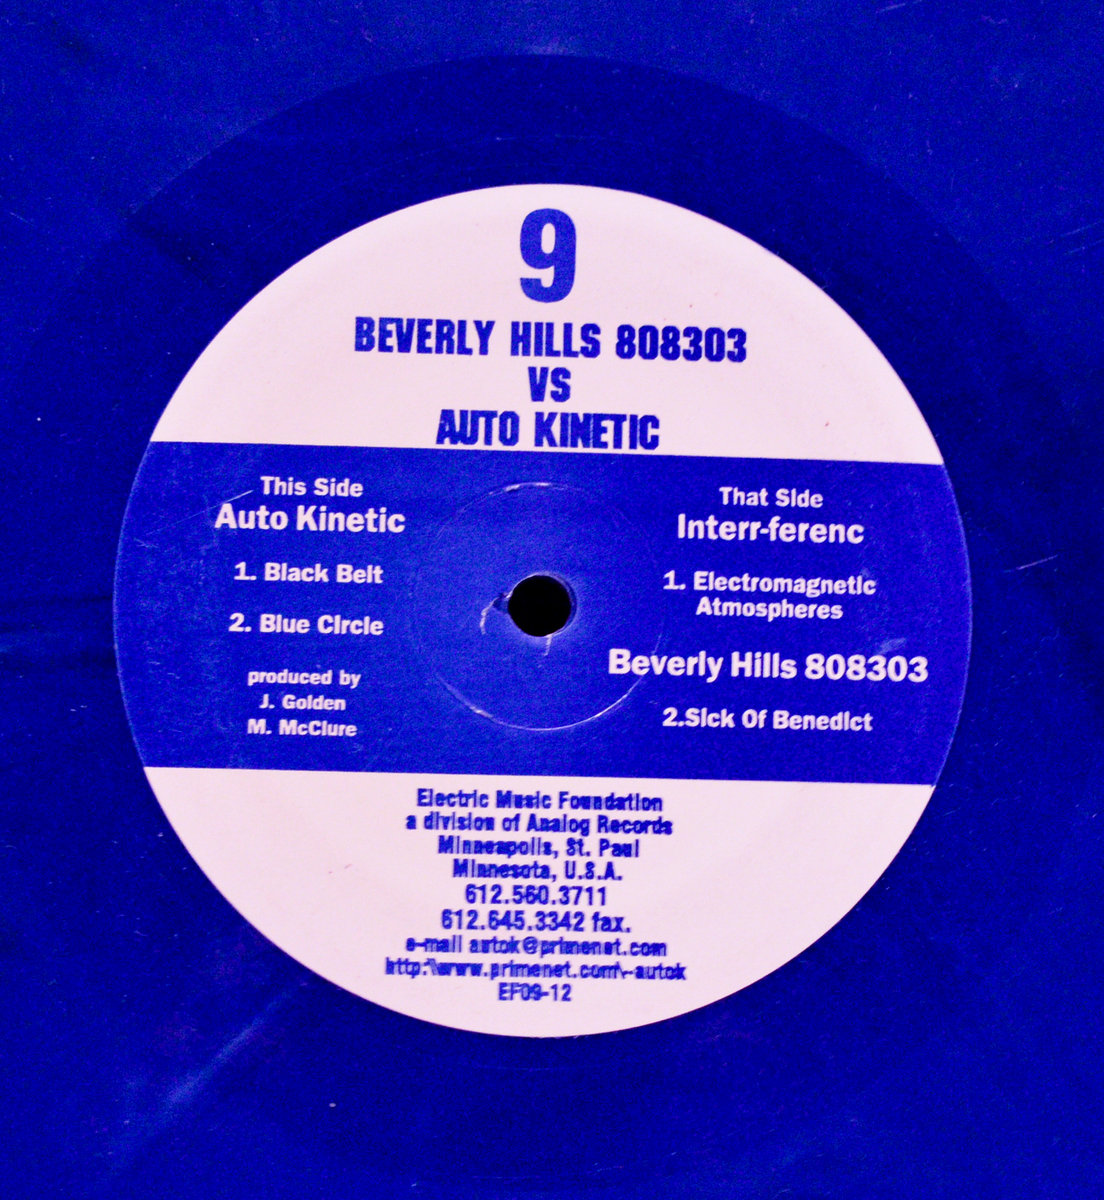 9
BEVERLY HILLS 808303
VS
AUTO KINETIC
This Side
Auto Kinetic
1. Black Belt
2. Blue Circle
produced by
J. Golden
M. McClure
That Side
Interr-ferenc
1. Electromagnetic
Atmospheres
Beverly Hills 808303
2.Sick Of Benedict
Electric Music Foundation
a division of Analog Records
Minneapolis, St. Paul
Minnesota, U.S.A.
612.560.3711
612.645.3342 fax.
e-mail autok@primenet.com
http:\\www.primenet.com\~autok
EF09-12